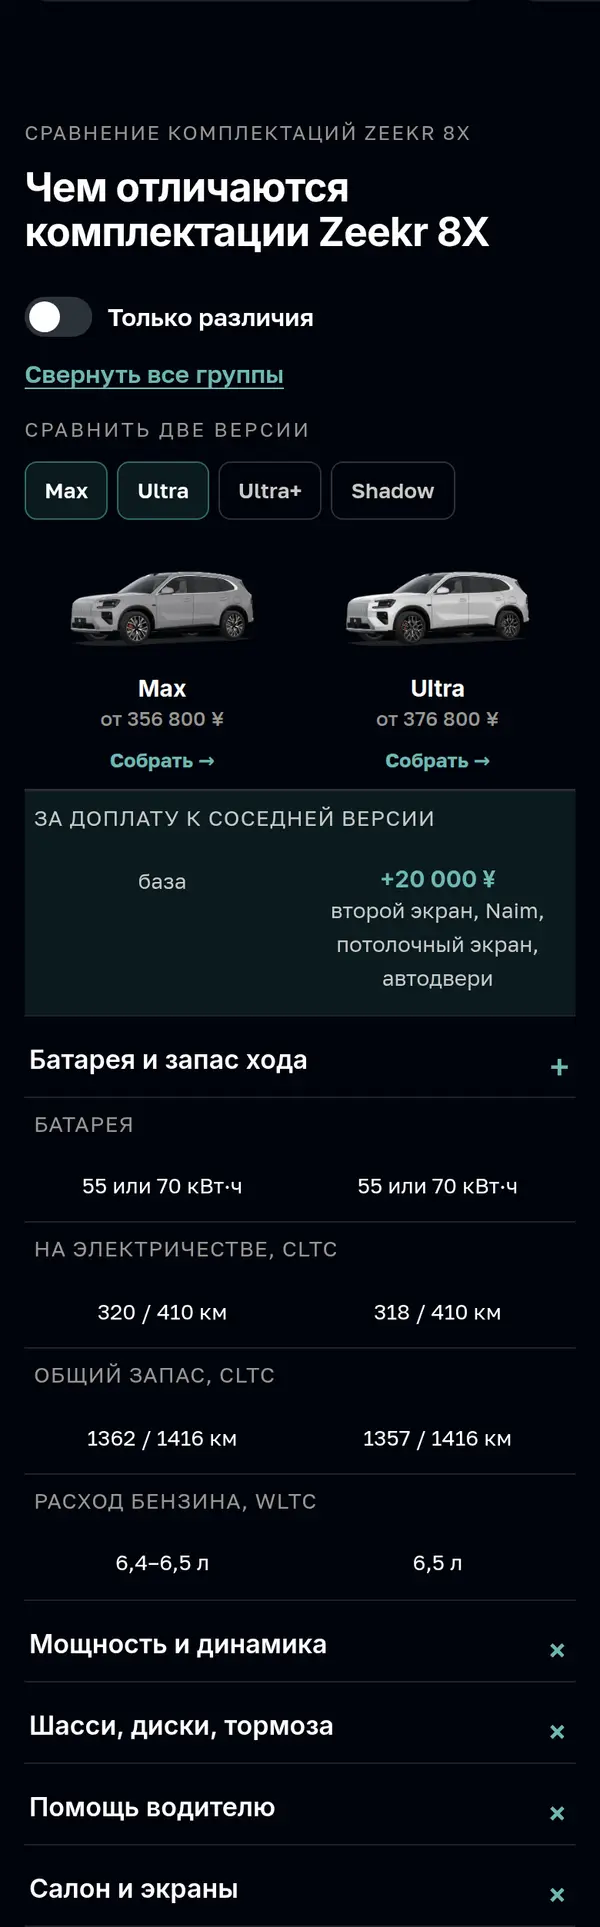 СРАВНЕНИЕ КОМПЛЕКТАЦИЙ ZEEKR 8X
Чем отличаются
комплектации Zeekr 8X
Только различия
Свернуть все группы
СРАВНИТЬ ДВЕ ВЕРСИИ
Max Ultra Ultra+ Shadow
Max Ultra
от 356 800 ¥ от 376 800 ¥
Собрать → Собрать →
ЗА ДОПЛАТУ К СОСЕДНЕЙ ВЕРСИИ
база +20 000 ¥
второй экран, Naim,
потолочный экран,
автодвери
Батарея и запас хода +
БАТАРЕЯ
55 или 70 кВт·ч 55 или 70 кВт·ч
НА ЭЛЕКТРИЧЕСТВЕ, CLTC
320 / 410 км 318 / 410 км
ОБЩИЙ ЗАПАС, CLTC
1362 / 1416 км 1357 / 1416 км
РАСХОД БЕНЗИНА, WLTC
6,4–6,5 л 6,5 л
Мощность и динамика ×
Шасси, диски, тормоза ×
Помощь водителю ×
Салон и экраны ×